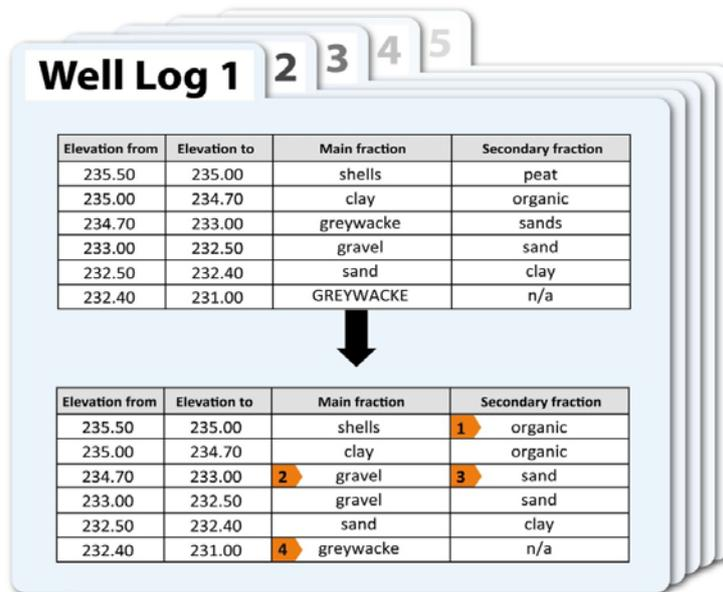 Well Log 1 2 3 4 5
Elevation from Elevation to Main fraction Secondary fraction
235.50 235.00 shells peat
235.00 234.70 clay organic
234.70 233.00 greywacke sands
233.00 232.50 gravel sand
232.50 232.40 sand clay
232.40 231.00 GREYWACKE n/a
Elevation from Elevation to Main fraction Secondary fraction
235.50 235.00 shells 1 organic
235.00 234.70 clay organic
234.70 233.00 2 gravel 3 sand
233.00 232.50 gravel sand
232.50 232.40 sand clay
232.40 231.00 4 greywacke n/a